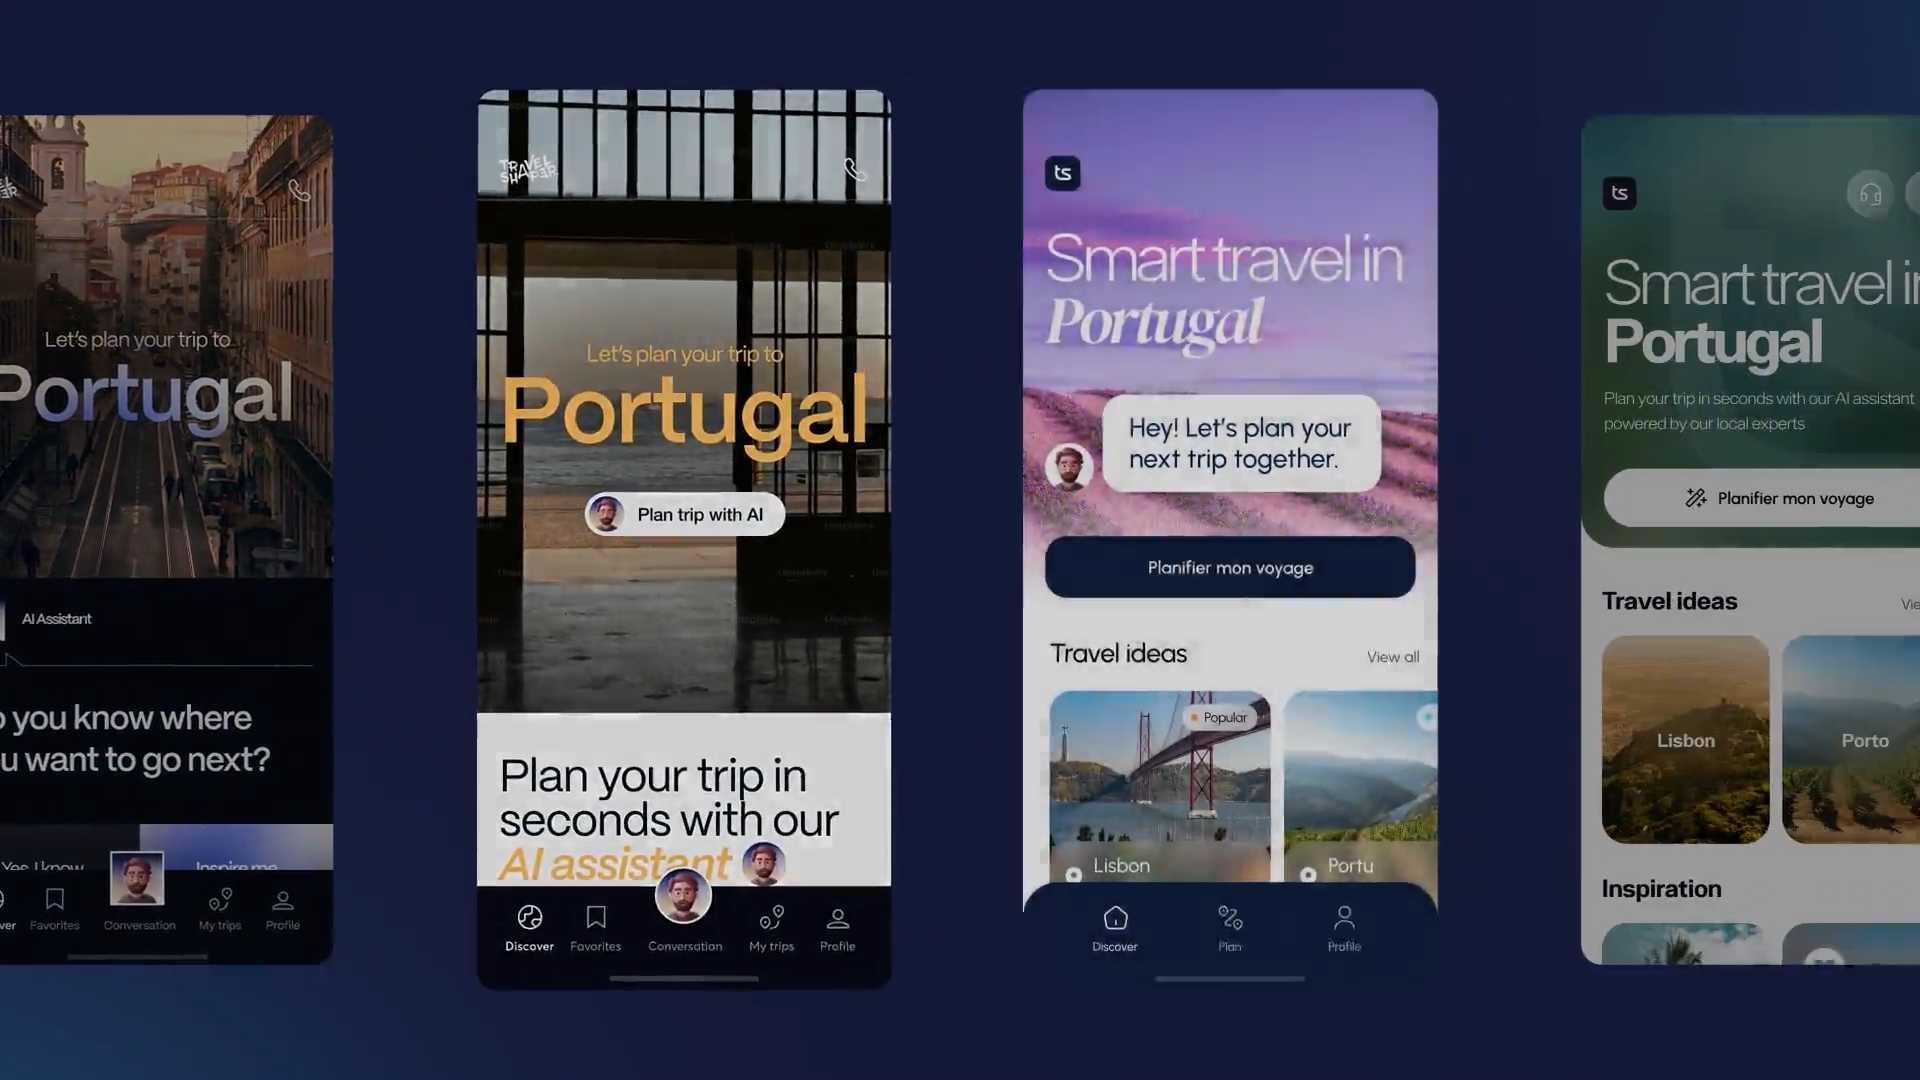 Let's plan your trip to
Portugal
AI Assistant
you know where
want to go next?
Yes, I know
Inspire me
Favorites
Conversation
My trips
Profile
TRAVEL
SHAPER
Let's plan your trip to
Portugal
Plan trip with AI
Plan your trip in
seconds with our
AI assistant
Discover
Favorites
Conversation
My trips
Profile
ts
Smart travel in
Portugal
Hey! Let's plan your
next trip together.
Planifier mon voyage
Travel ideas
View all
Popular
Lisbon
Portu
Discover
Plan
Profile
ts
Smart travel in
Portugal
Plan your trip in seconds with our AI assistant
powered by our local experts
Planifier mon voyage
Travel ideas
Lisbon
Porto
Inspiration